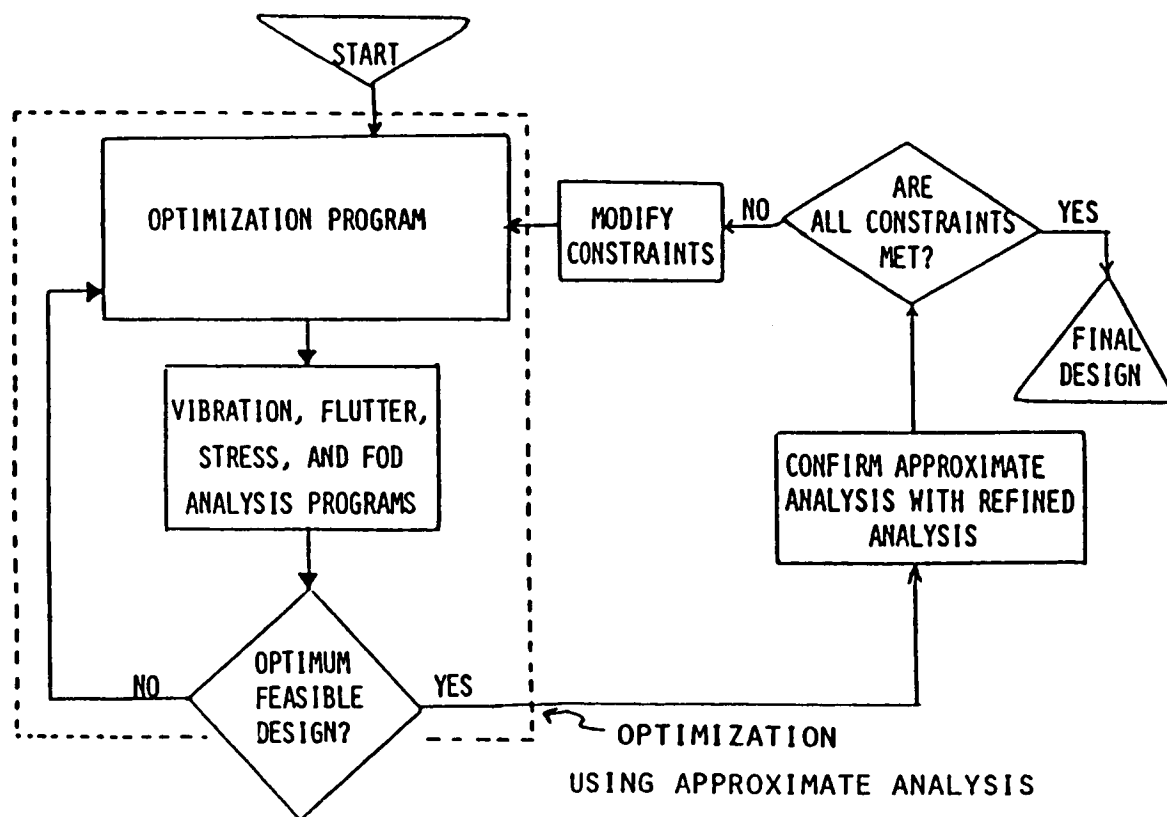 START
OPTIMIZATION PROGRAM
VIBRATION, FLUTTER,
STRESS, AND FOD
ANALYSIS PROGRAMS
OPTIMUM
FEASIBLE
DESIGN?
NO
YES
OPTIMIZATION
USING APPROXIMATE ANALYSIS
CONFIRM APPROXIMATE
ANALYSIS WITH REFINED
ANALYSIS
ARE
ALL CONSTRAINTS
MET?
NO
YES
MODIFY
CONSTRAINTS
FINAL
DESIGN